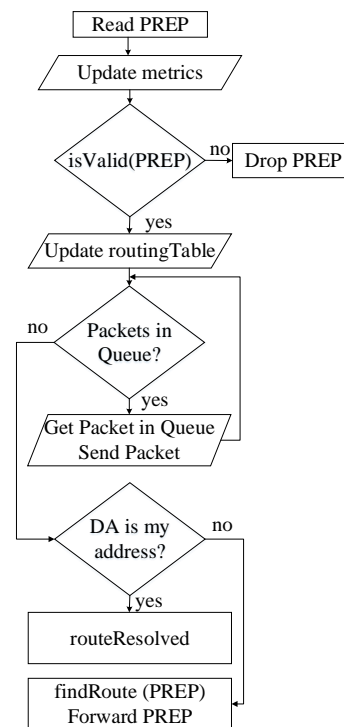 Read PREP
Update metrics
isValid(PREP)
no
Drop PREP
yes
Update routingTable
no
Packets in
Queue?
yes
Get Packet in Queue
Send Packet
DA is my
address?
no
yes
routeResolved
findRoute (PREP)
Forward PREP